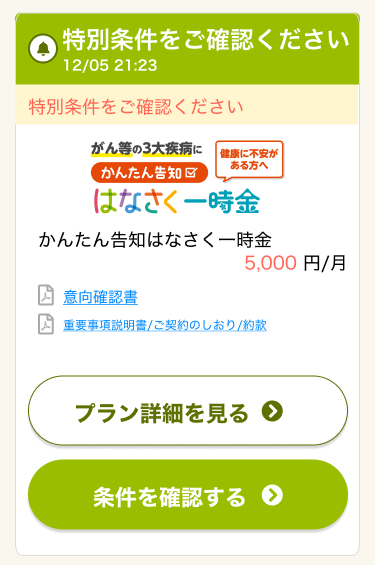 特別条件をご確認ください
12/05 21:23
特別条件をご確認ください
がん等の3大疾病に
かんたん告知
健康に不安が
ある方へ
はなさく一時金
かんたん告知はなさく一時金
5,000 円/月
意向確認書
重要事項説明書/ご契約のしおり/約款
プラン詳細を見る
条件を確認する